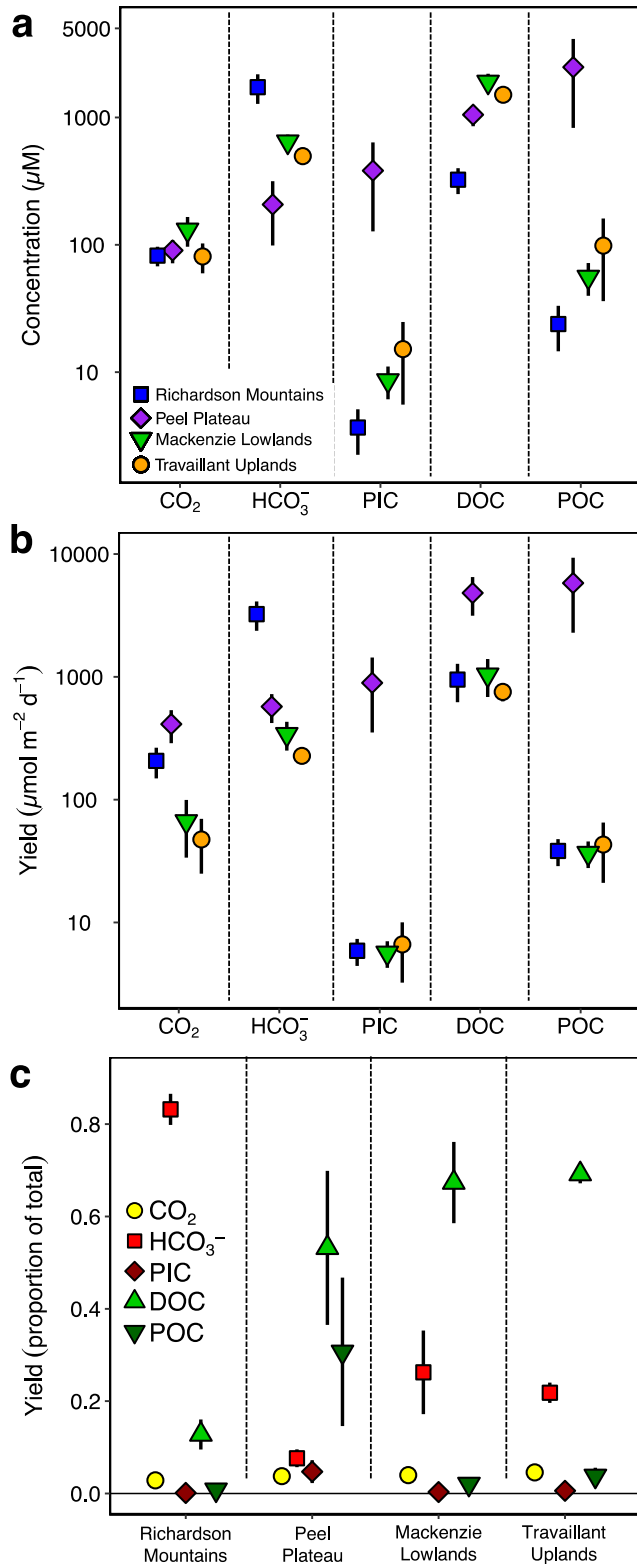 a
5000
1000
100
10
Concentration (µM)
Richardson Mountains
Peel Plateau
Mackenzie Lowlands
Travaillant Uplands
CO₂ HCO₃⁻ PIC DOC POC
b
10000
1000
100
10
Yield (µmol m⁻² d⁻¹)
CO₂ HCO₃⁻ PIC DOC POC
c
0.8
0.6
0.4
0.2
0.0
Yield (proportion of total)
CO₂
HCO₃⁻
PIC
DOC
POC
Richardson Peel Mackenzie Travaillant
Mountains Plateau Lowlands Uplands